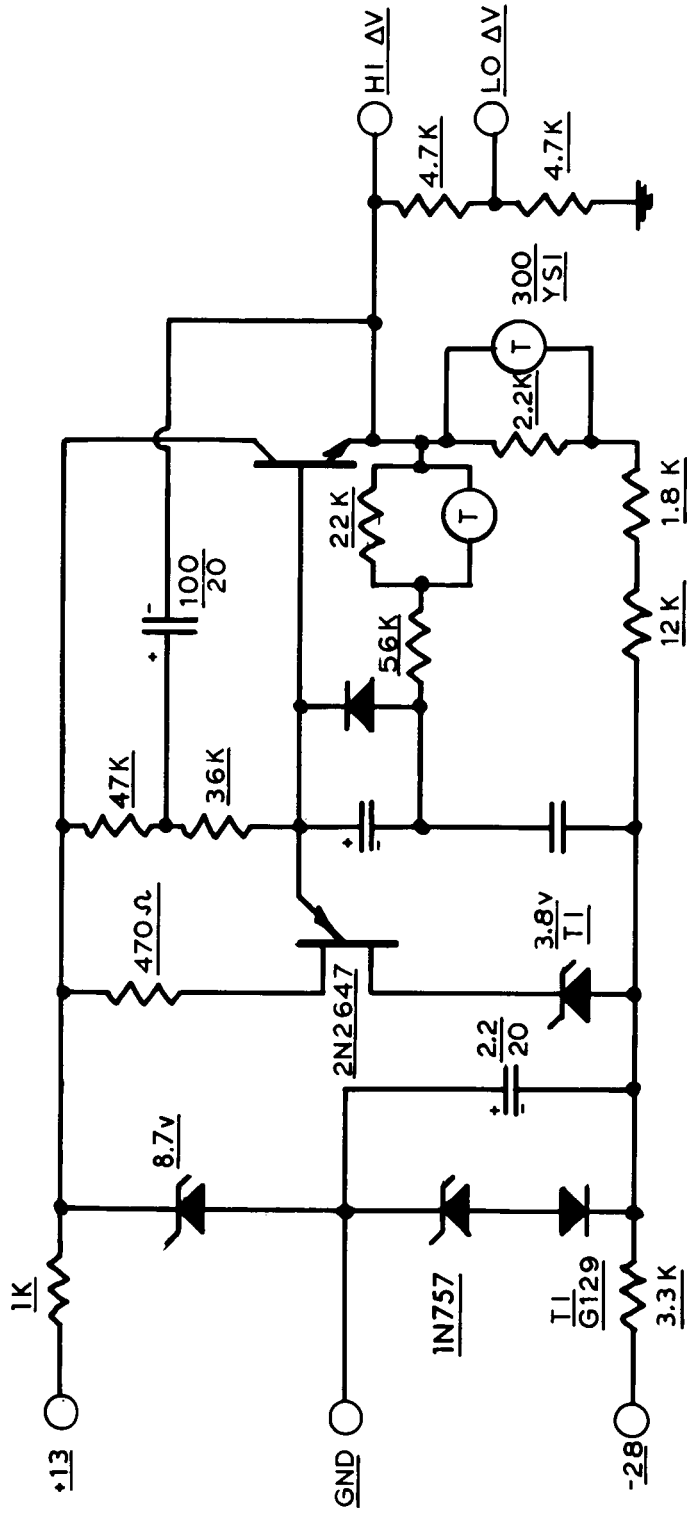 +13
1K
8.7v
470Ω
47K
36K
100
20
+
-
HI ΔV
4.7K
LO ΔV
4.7K
GND
2N2647
22K
T
56K
+
-
300
YSI
T
2.2K
1N757
2.2
20
+
-
3.8v
TI
TI
G129
-28
3.3K
12K
1.8K